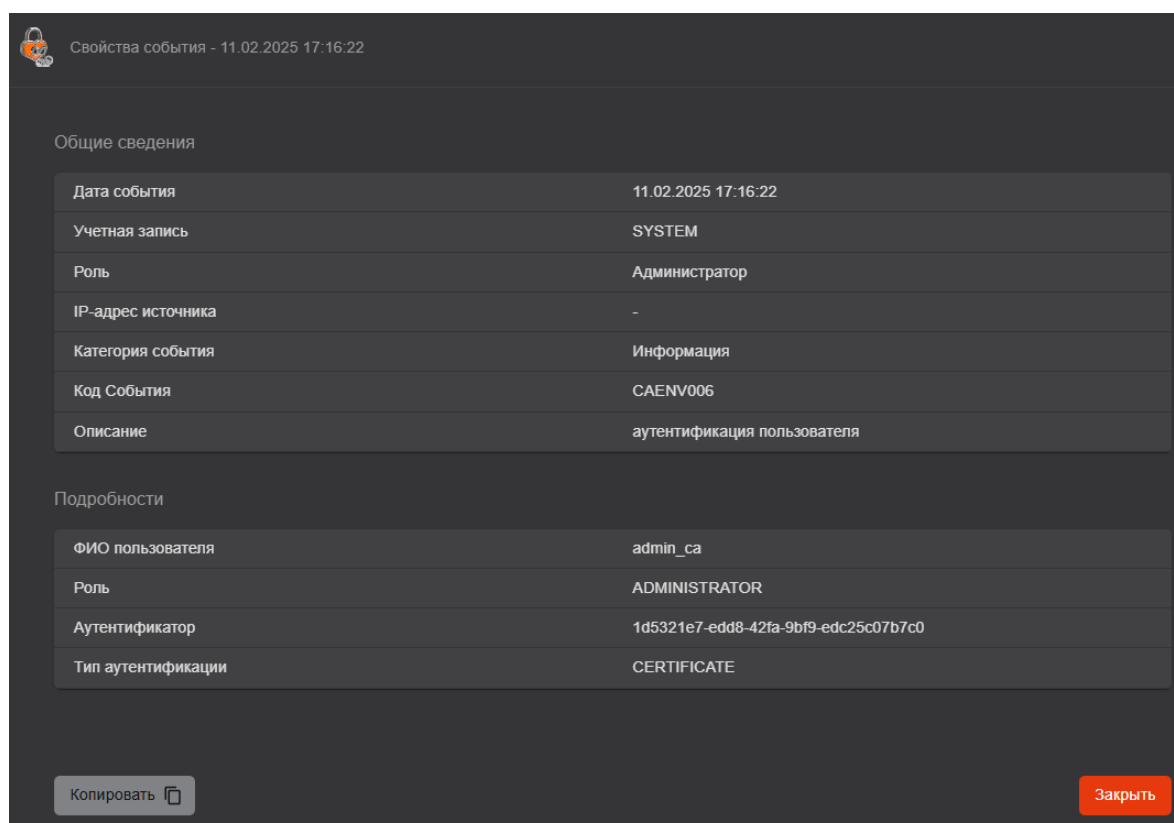 Свойства события - 11.02.2025 17:16:22
Общие сведения
Дата события 11.02.2025 17:16:22
Учетная запись SYSTEM
Роль Администратор
IP-адрес источника -
Категория события Информация
Код События CAENV006
Описание аутентификация пользователя
Подробности
ФИО пользователя admin_ca
Роль ADMINISTRATOR
Аутентификатор 1d5321e7-edd8-42fa-9bf9-edc25c07b7c0
Тип аутентификации CERTIFICATE
Копировать Закрыть